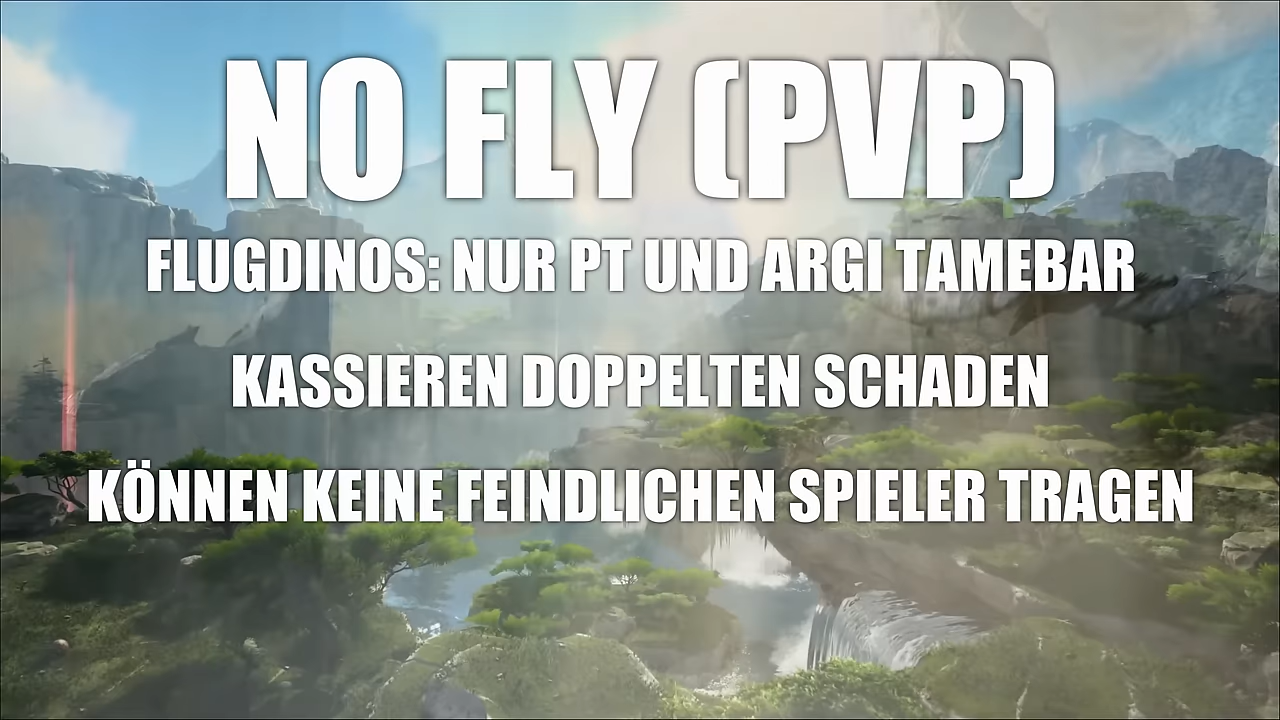 NO FLY (PVP)
FLUGDINOS: NUR PT UND ARGI TAMEBAR
KASSIEREN DOPPELTEN SCHADEN
KÖNNEN KEINE FEINDLICHEN SPIELER TRAGEN